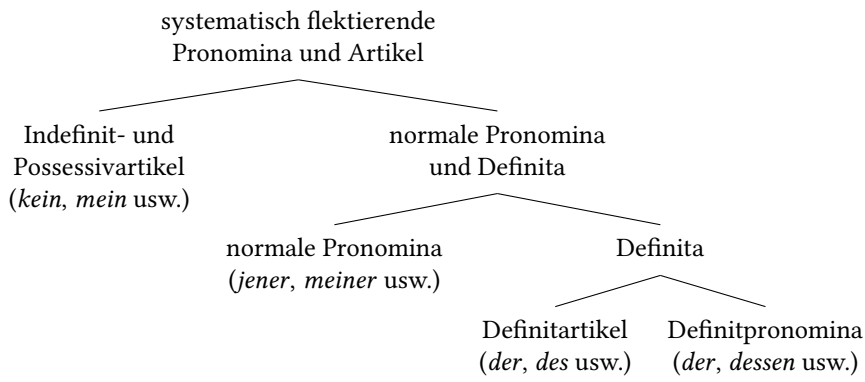 systematisch flektierende
Pronomina und Artikel
Indefinit- und
Possessivartikel
(kein, mein usw.)
normale Pronomina
und Definita
normale Pronomina
(jener, meiner usw.)
Definita
Definitartikel
(der, des usw.)
Definitpronomina
(der, dessen usw.)